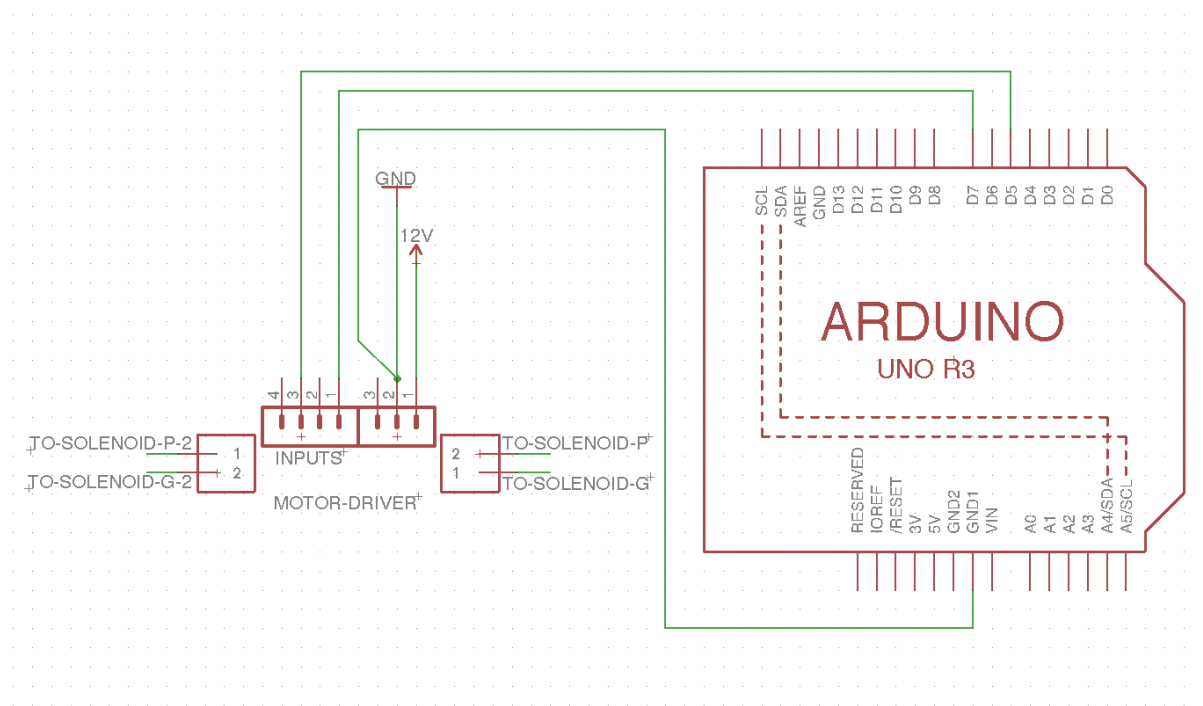 GND
12V
4
3
2
1
3
2
1
TO-SOLENOID-P-2
TO-SOLENOID-G-2
1
2
INPUTS
MOTOR-DRIVER
2
1
TO-SOLENOID-P
TO-SOLENOID-G
SCL
SDA
AREF
GND
D13
D12
D11
D10
D9
D8
D7
D6
D5
D4
D3
D2
D1
D0
ARDUINO
UNO R3
RESERVED
IOREF
/RESET
3V
5V
GND2
GND1
VIN
A0
A1
A2
A3
A4/SDA
A5/SCL